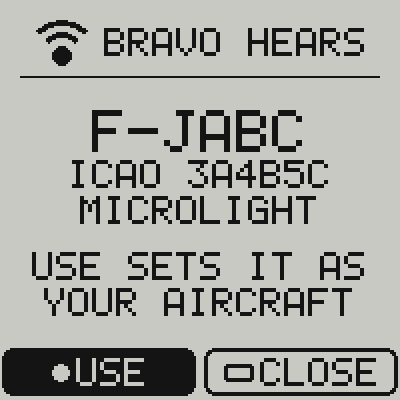 BRAVO HEARS
F-JABC
ICAO 3A4B5C
MICROLIGHT
USE SETS IT AS
YOUR AIRCRAFT
USE
CLOSE